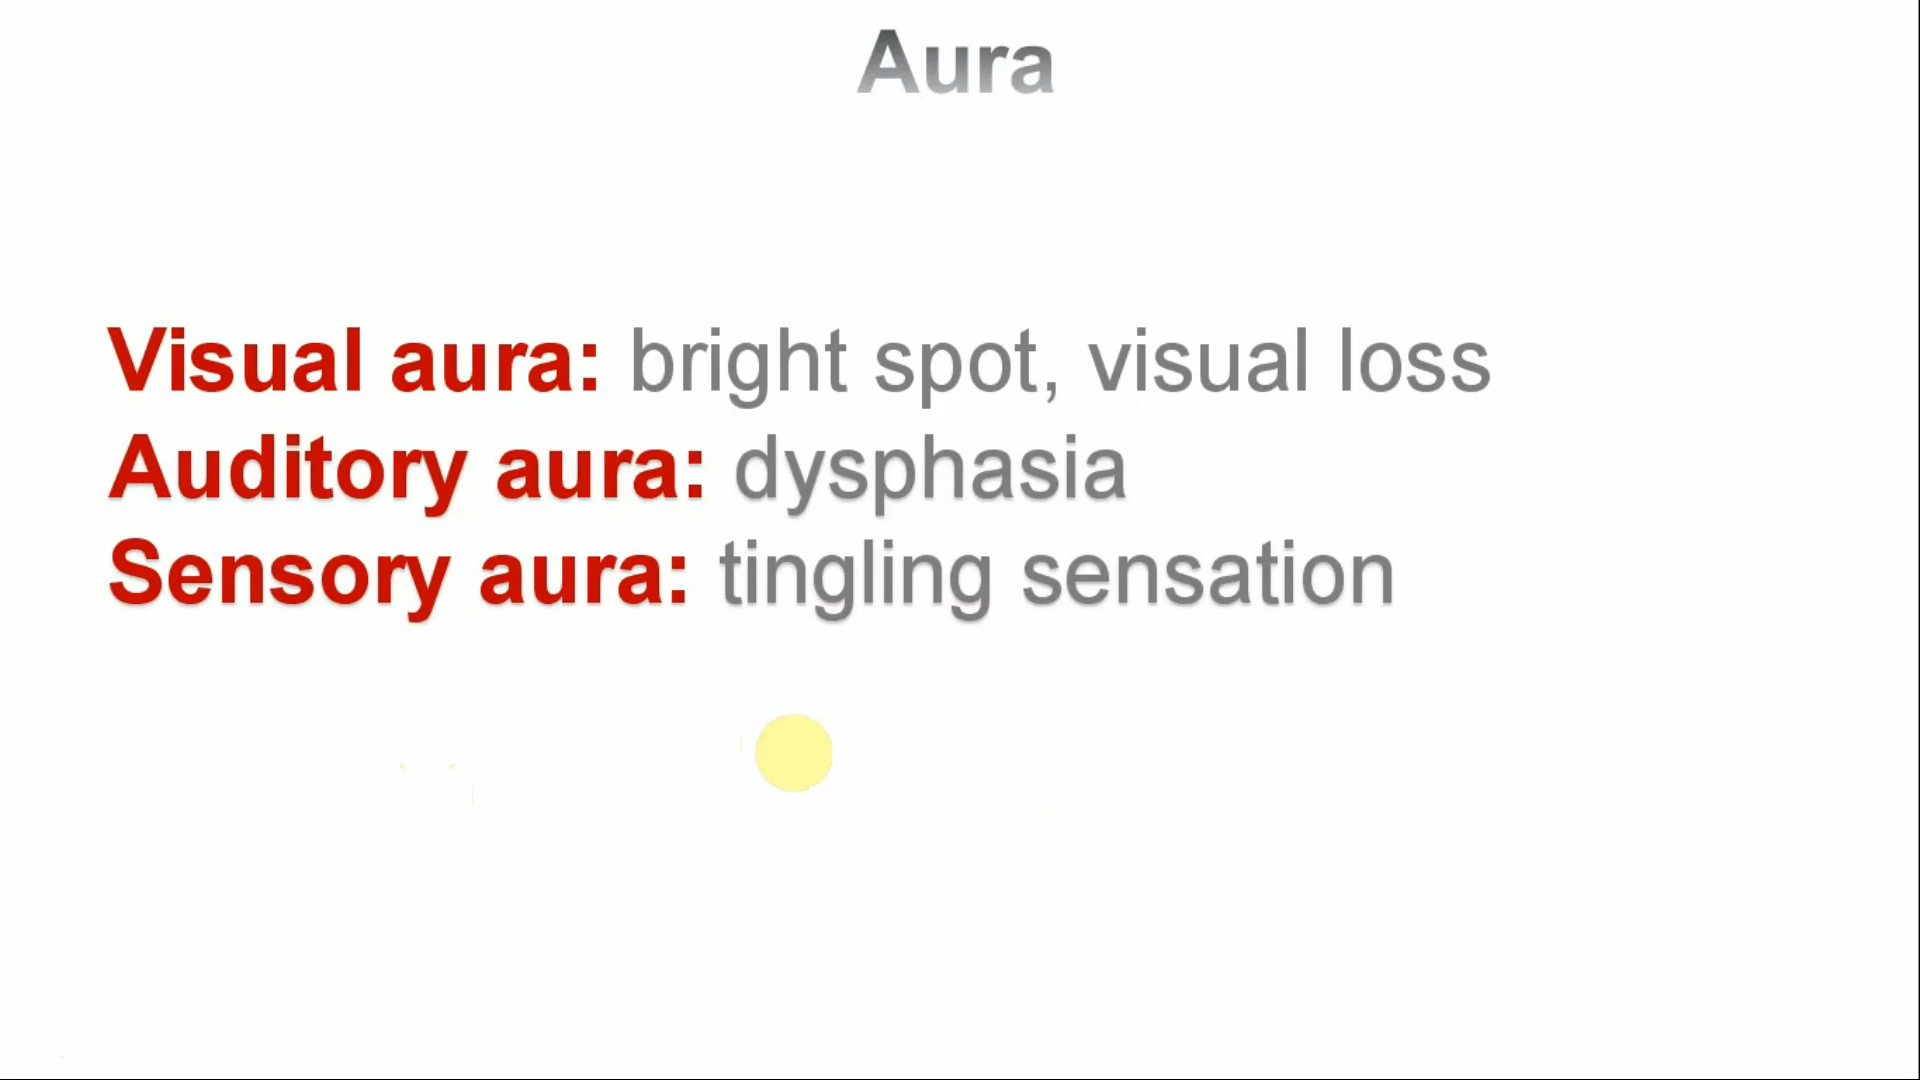 Aura
Visual aura: bright spot, visual loss
Auditory aura: dysphasia
Sensory aura: tingling sensation